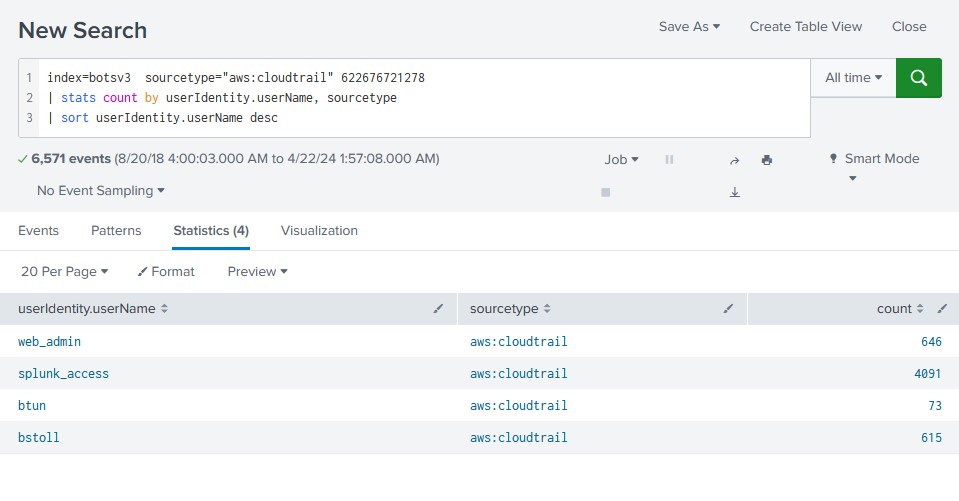 New Search
Save As Create Table View Close
1 index=botsv3  sourcetype="aws:cloudtrail" 622676721278
2 | stats count by userIdentity.userName, sourcetype
3 | sort userIdentity.userName desc
All time
6,571 events (8/20/18 4:00:03.000 AM to 4/22/24 1:57:08.000 AM)
Job
Smart Mode
No Event Sampling
Events Patterns Statistics (4) Visualization
20 Per Page Format Preview
userIdentity.userName sourcetype count
web_admin aws:cloudtrail 646
splunk_access aws:cloudtrail 4091
btun aws:cloudtrail 73
bstoll aws:cloudtrail 615